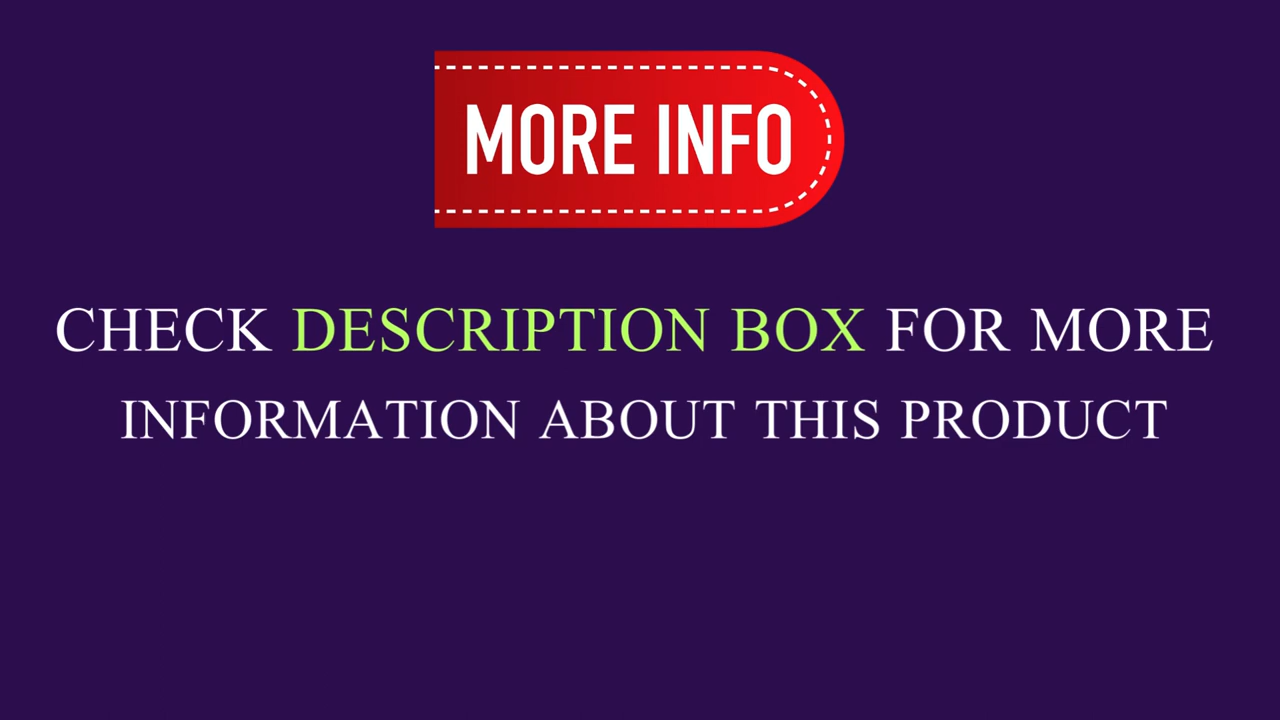 MORE INFO
CHECK DESCRIPTION BOX FOR MORE
INFORMATION ABOUT THIS PRODUCT